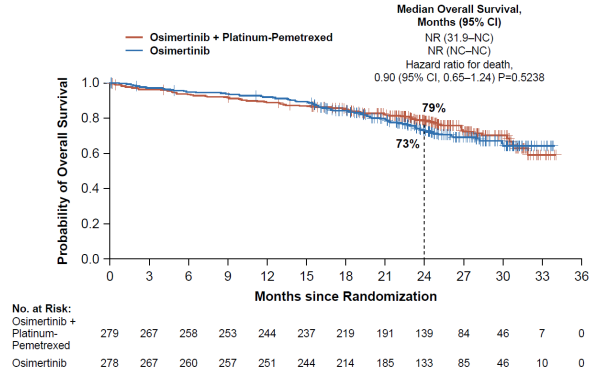 Median Overall Survival,
Months (95% CI)
Osimertinib + Platinum-Pemetrexed NR (31.9–NC)
Osimertinib NR (NC–NC)
Hazard ratio for death,
0.90 (95% CI, 0.65–1.24) P=0.5238
Probability of Overall Survival
1.0
0.8
0.6
0.4
0.2
0.0
79%
73%
0 3 6 9 12 15 18 21 24 27 30 33 36
Months since Randomization
No. at Risk:
Osimertinib +
Platinum- 279 267 258 253 244 237 219 191 139 84 46 7 0
Pemetrexed
Osimertinib 278 267 260 257 251 244 214 185 133 85 46 10 0